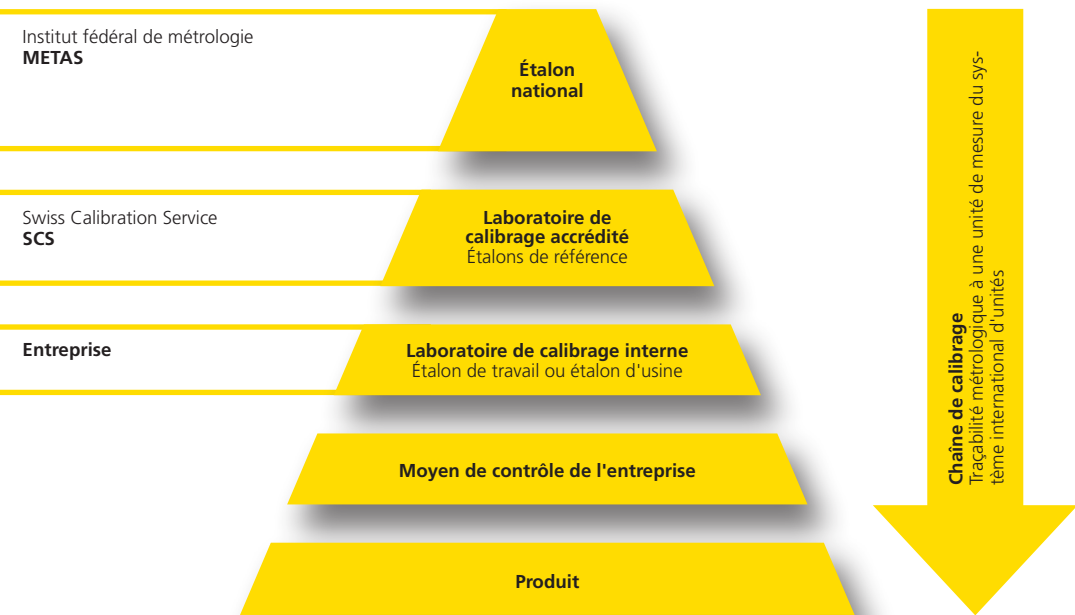 Institut fédéral de métrologie
METAS
Étalon
national
Swiss Calibration Service
SCS
Laboratoire de
calibrage accrédité
Étalons de référence
Entreprise
Laboratoire de calibrage interne
Étalon de travail ou étalon d'usine
Moyen de contrôle de l'entreprise
Produit
Chaîne de calibrage
Traçabilité métrologique à une unité de mesure du sys-
tème international d'unités